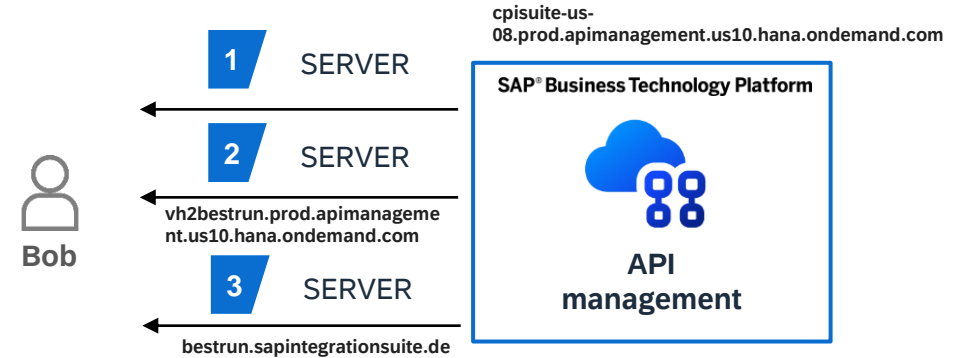 cpisuite-us-
08.prod.apimanagement.us10.hana.ondemand.com
1
SERVER
SAP® Business Technology Platform
2
SERVER
vh2bestrun.prod.apimanageme
nt.us10.hana.ondemand.com
Bob
API
management
3
SERVER
bestrun.sapintegrationsuite.de